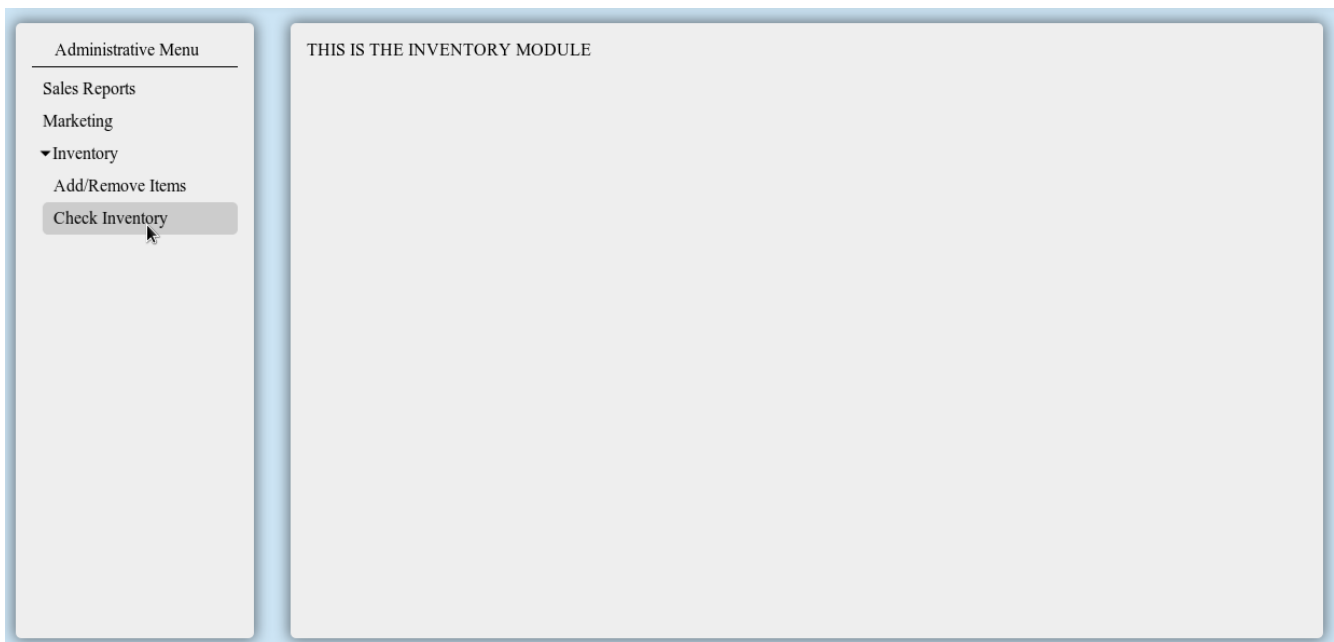 Administrative Menu
Sales Reports
Marketing
Inventory
Add/Remove Items
Check Inventory
THIS IS THE INVENTORY MODULE